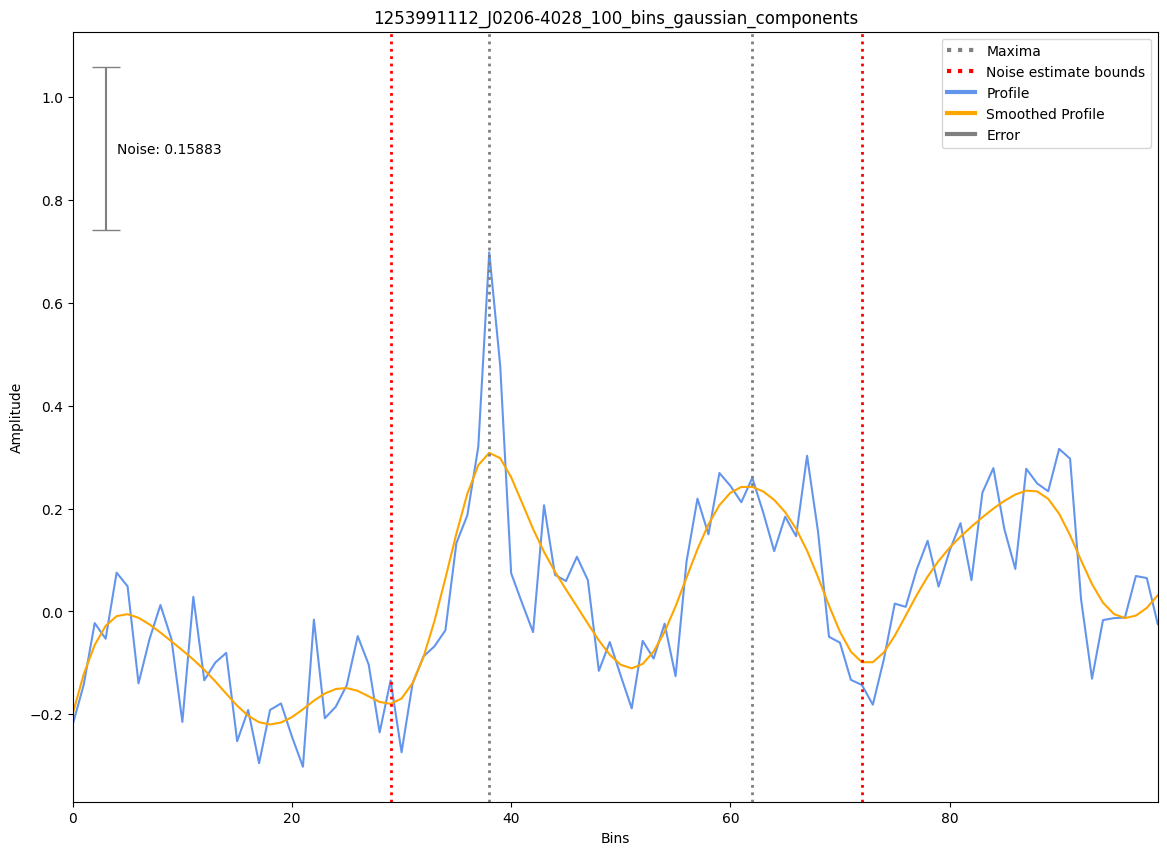 1253991112_J0206-4028_100_bins_gaussian_components
Maxima
Noise estimate bounds
Profile
Smoothed Profile
Error
Noise: 0.15883
1.0
0.8
0.6
0.4
0.2
0.0
−0.2
Amplitude
0 20 40 60 80
Bins